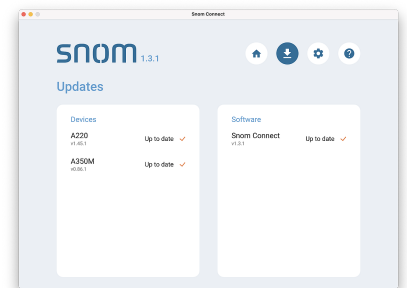 Snom Connect
snom 1.3.1
Updates
Devices
A220
v1.45.1
Up to date
A350M
v0.86.1
Up to date
Software
Snom Connect
v1.3.1
Up to date